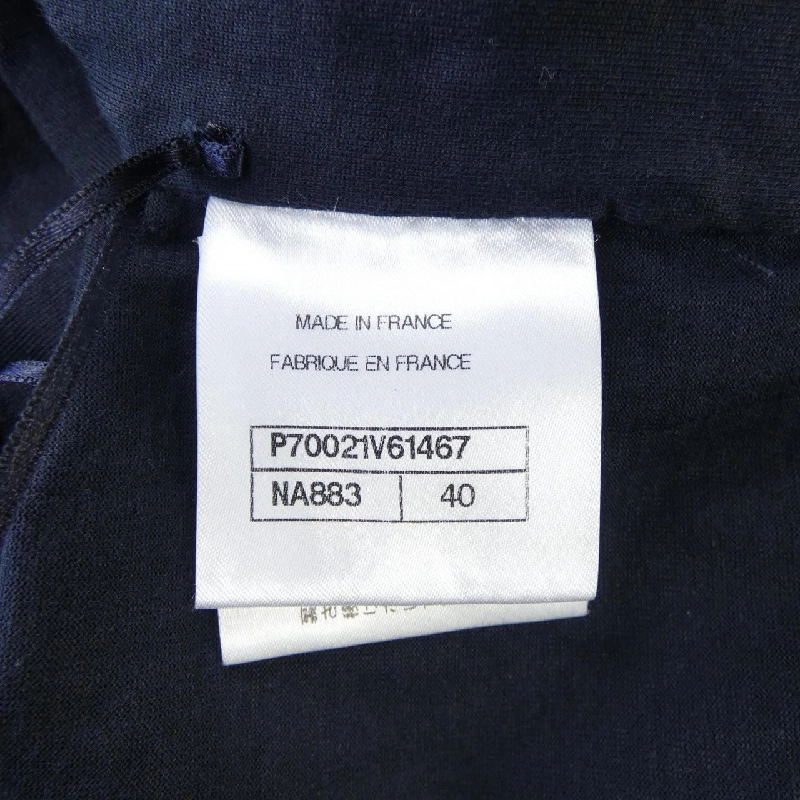 MADE IN FRANCE
FABRIQUE EN FRANCE
P70021V61467
NA883 40